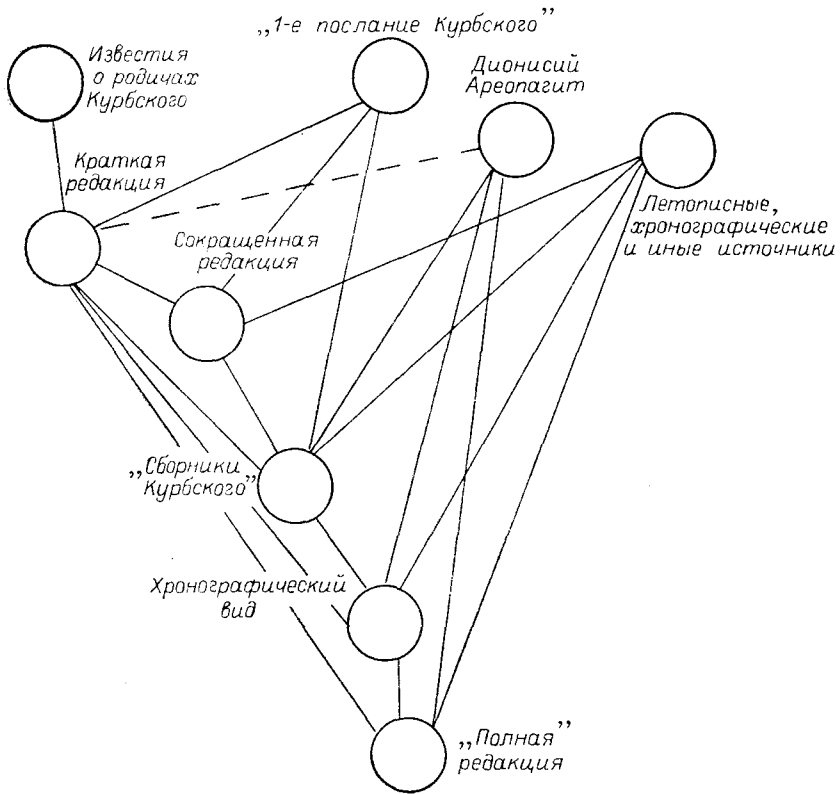 „1-е послание Курбского”
Известия
о родичах
Курбского
Дионисий
Ареопагит
Краткая
редакция
Летописные,
хронографические
и иные источники
Сокращенная
редакция
„Сборники
Курбского”
Хронографический
вид
„Полная”
редакция